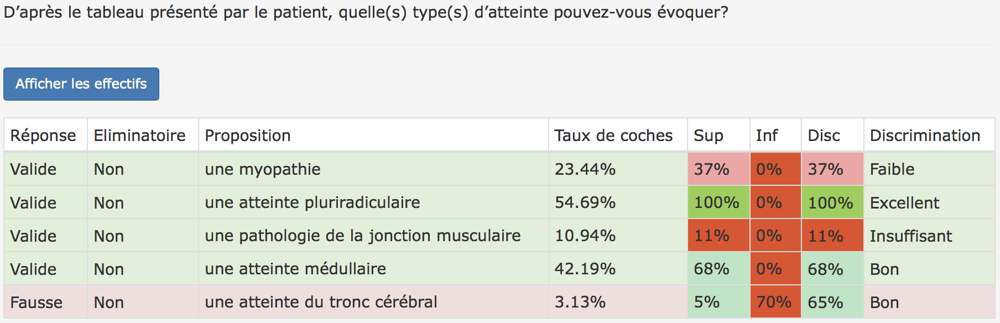 D’après le tableau présenté par le patient, quelle(s) type(s) d’atteinte pouvez-vous évoquer?
Afficher les effectifs
Réponse Eliminatoire Proposition Taux de coches Sup Inf Disc Discrimination
Valide Non une myopathie 23.44% 37% 0% 37% Faible
Valide Non une atteinte pluriradiculaire 54.69% 100% 0% 100% Excellent
Valide Non une pathologie de la jonction musculaire 10.94% 11% 0% 11% Insuffisant
Valide Non une atteinte médullaire 42.19% 68% 0% 68% Bon
Fausse Non une atteinte du tronc cérébral 3.13% 5% 70% 65% Bon